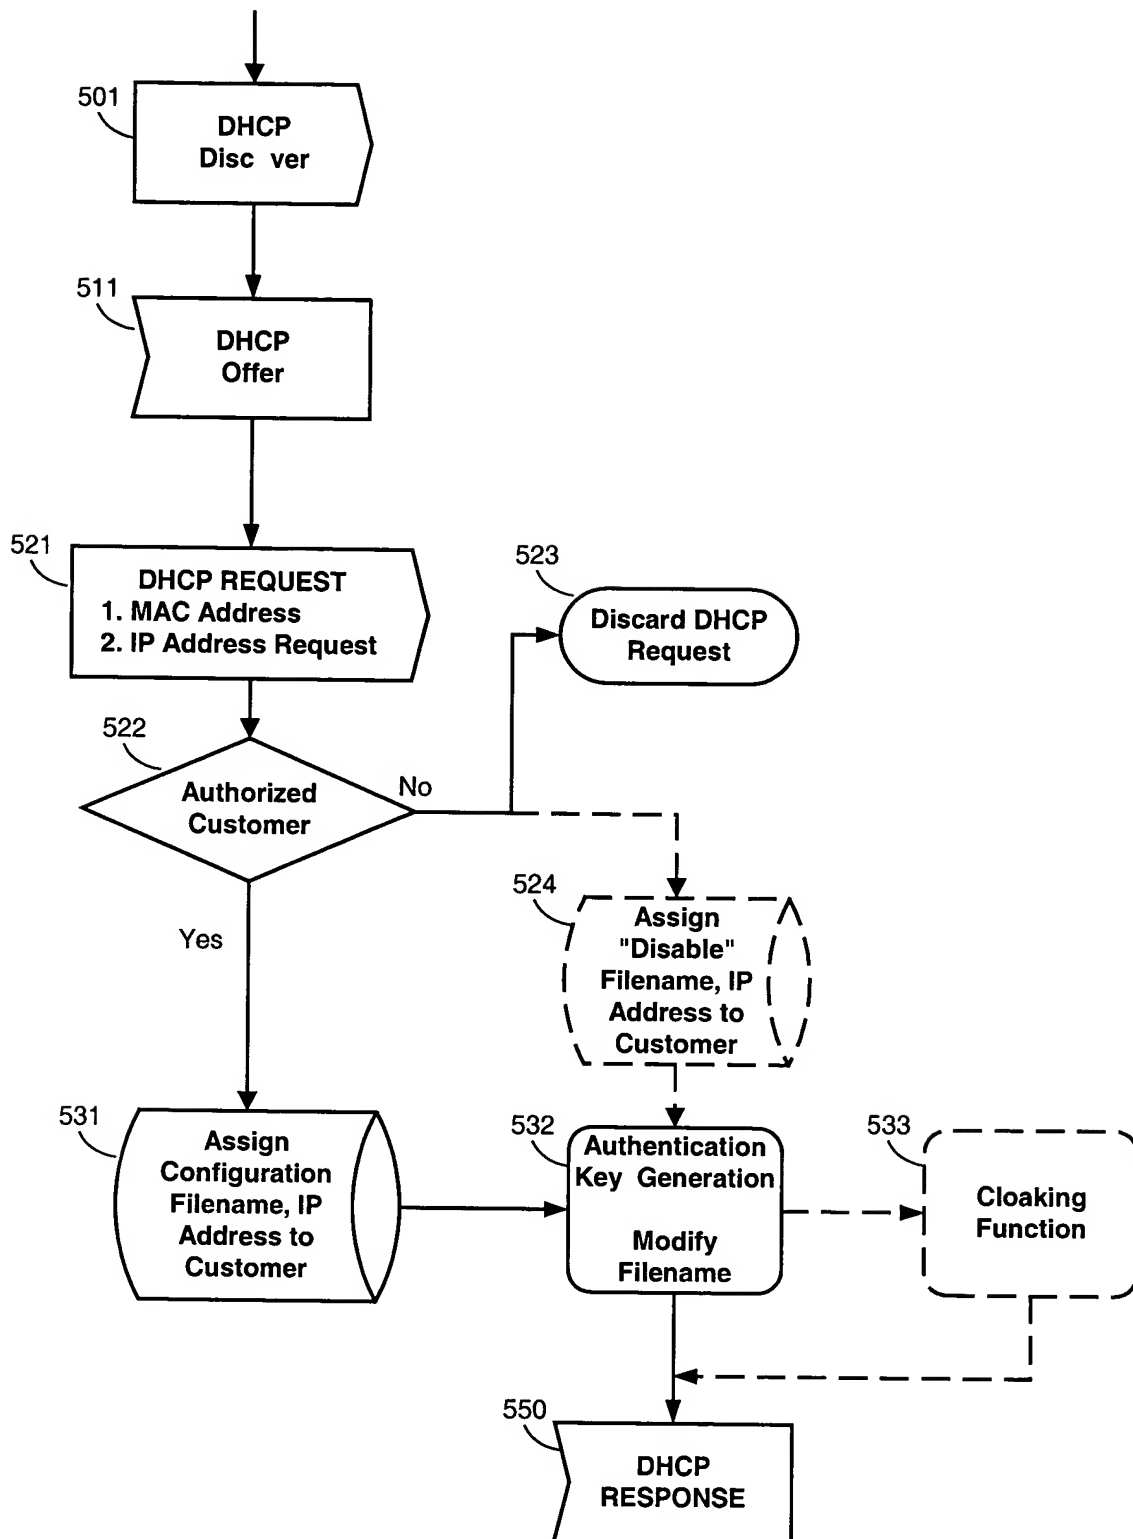 501
DHCP
Disc ver
511
DHCP
Offer
521
DHCP REQUEST
1. MAC Address
2. IP Address Request
523
Discard DHCP
Request
522
Authorized
Customer
No
Yes
524
Assign
"Disable"
Filename, IP
Address to
Customer
531
Assign
Configuration
Filename, IP
Address to
Customer
532
Authentication
Key Generation
Modify
Filename
533
Cloaking
Function
550
DHCP
RESPONSE